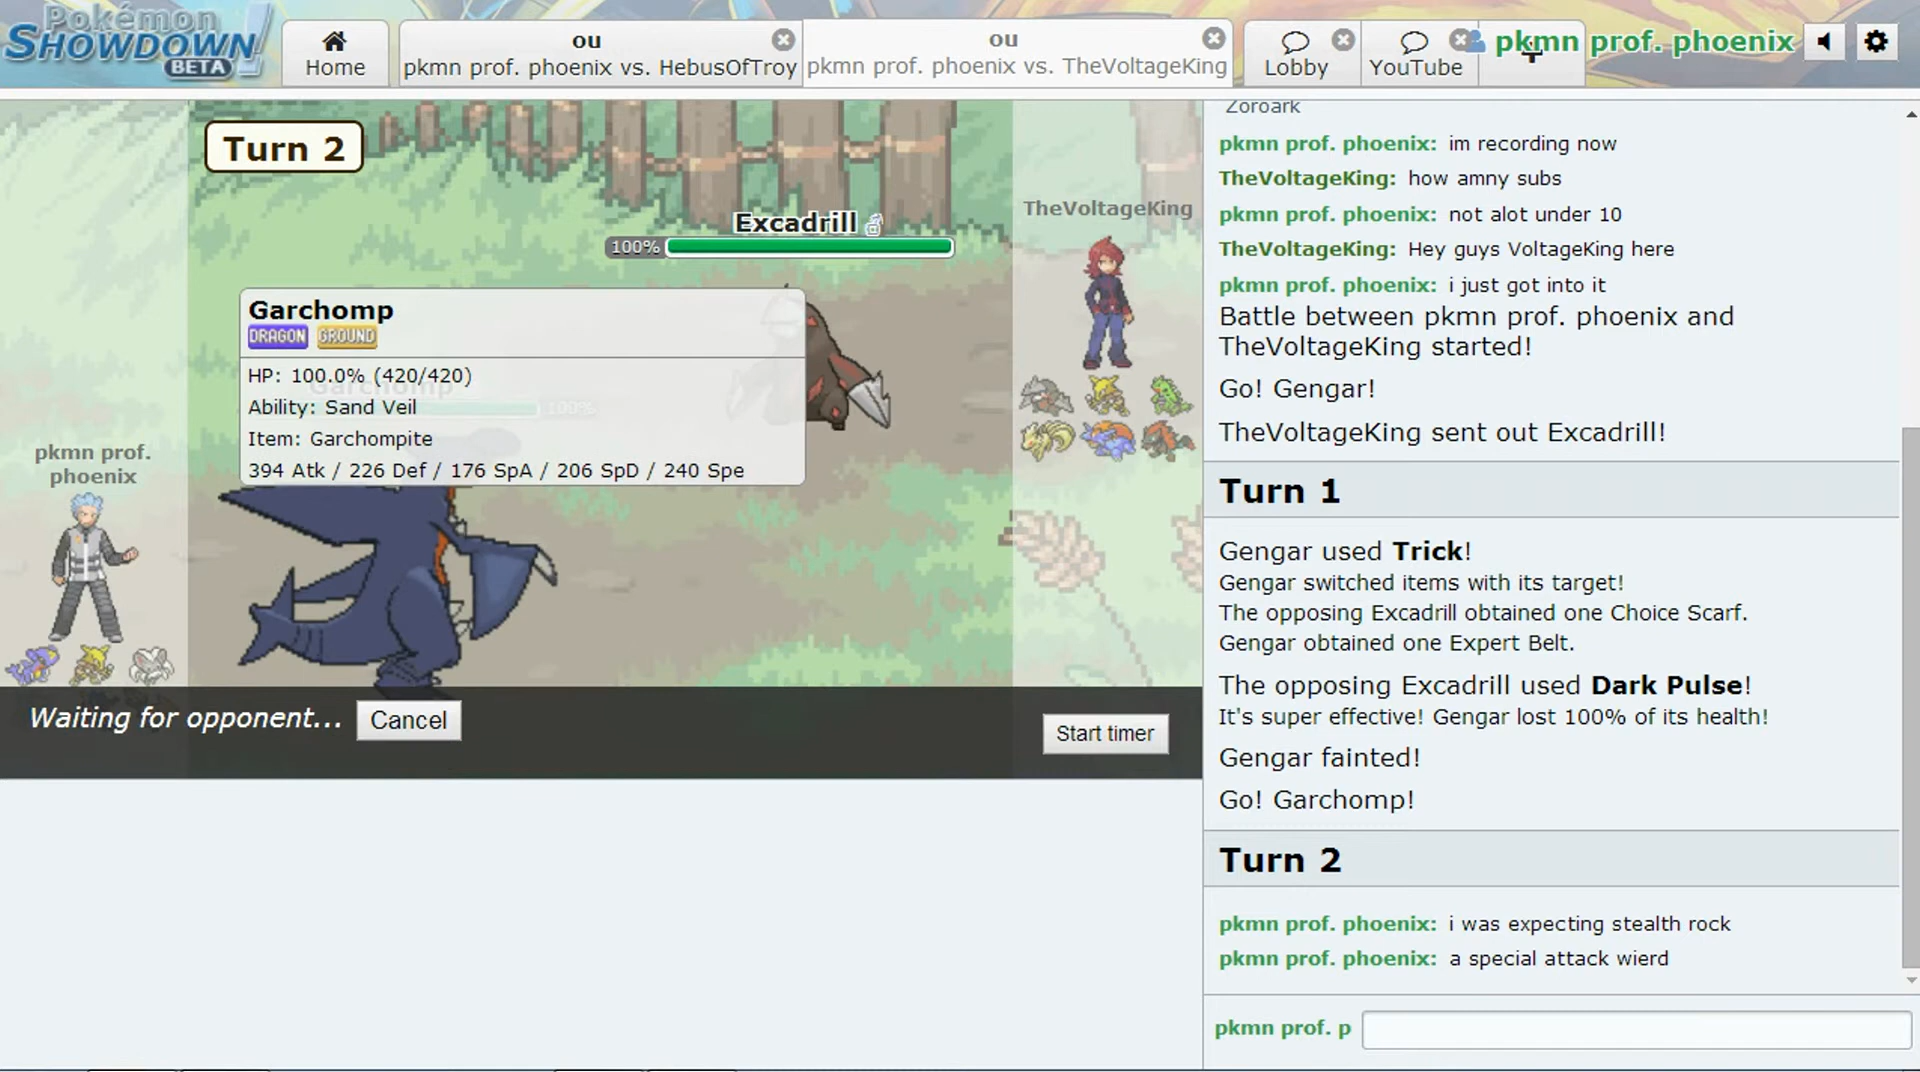 Pokémon
SHOWDOWN!
BETA
Home
ou
pkmn prof. phoenix vs. HebusOfTroy
ou
pkmn prof. phoenix vs. TheVoltageKing
Lobby
YouTube
pkmn prof. phoenix
Turn 2
Excadrill
100%
TheVoltageKing
Garchomp
DRAGON GROUND
HP: 100.0% (420/420)
Garchomp
Ability: Sand Veil
100%
Item: Garchompite
394 Atk / 226 Def / 176 SpA / 206 SpD / 240 Spe
pkmn prof.
phoenix
Waiting for opponent...
Cancel
Start timer
Zoroark
pkmn prof. phoenix: im recording now
TheVoltageKing: how amny subs
pkmn prof. phoenix: not alot under 10
TheVoltageKing: Hey guys VoltageKing here
pkmn prof. phoenix: i just got into it
Battle between pkmn prof. phoenix and
TheVoltageKing started!
Go! Gengar!
TheVoltageKing sent out Excadrill!
Turn 1
Gengar used Trick!
Gengar switched items with its target!
The opposing Excadrill obtained one Choice Scarf.
Gengar obtained one Expert Belt.
The opposing Excadrill used Dark Pulse!
It's super effective! Gengar lost 100% of its health!
Gengar fainted!
Go! Garchomp!
Turn 2
pkmn prof. phoenix: i was expecting stealth rock
pkmn prof. phoenix: a special attack wierd
pkmn prof. p